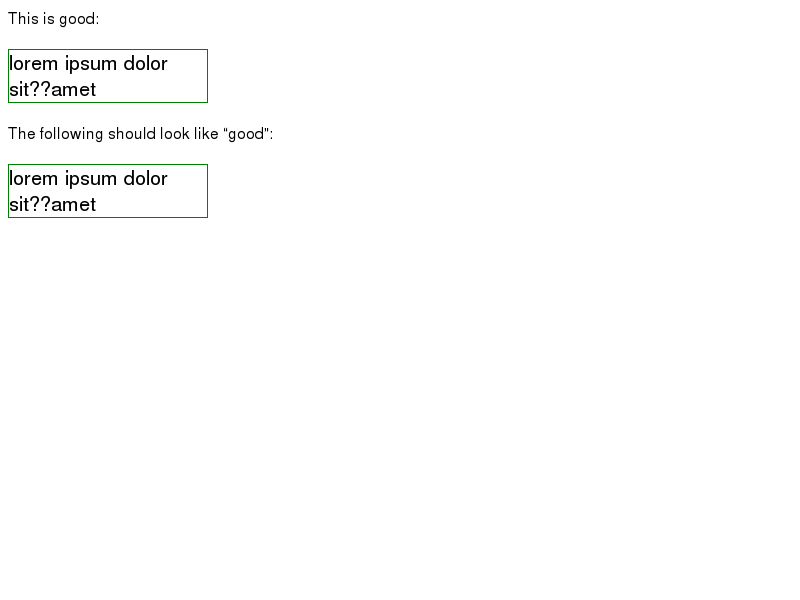 This is good:
lorem ipsum dolor
sit??amet
The following should look like “good”:
lorem ipsum dolor
sit??amet